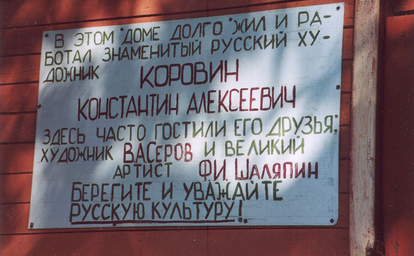 В ЭТОМ ДОМЕ ДОЛГО ЖИЛ И РА-
БОТАЛ ЗНАМЕНИТЫЙ РУССКИЙ ХУ-
ДОЖНИК КОРОВИН
КОНСТАНТИН АЛЕКСЕЕВИЧ
ЗДЕСЬ ЧАСТО ГОСТИЛИ ЕГО ДРУЗЬЯ,
ХУДОЖНИК ВАСЕРОВ И ВЕЛИКИЙ
АРТИСТ Ф.И. ШАЛЯПИН
БЕРЕГИТЕ И УВАЖАЙТЕ
РУССКУЮ КУЛЬТУРУ!